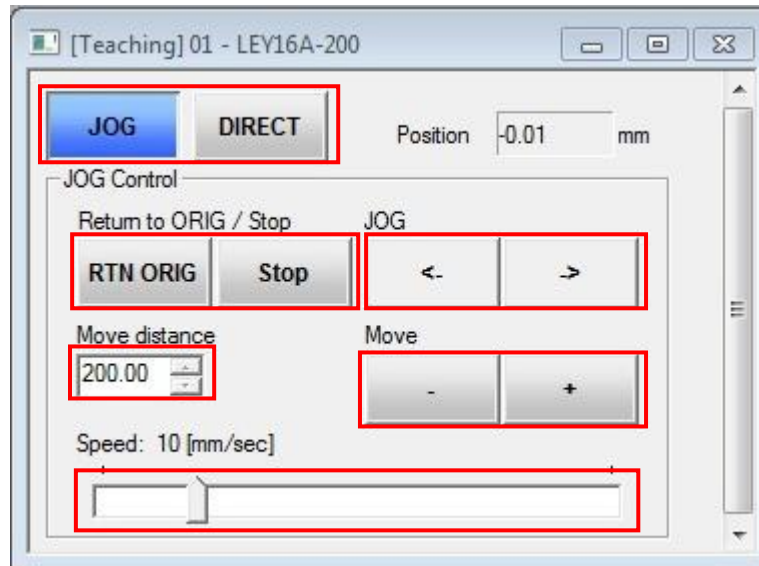 [Teaching] 01 - LEY16A-200
JOG DIRECT Position -0.01 mm
JOG Control
Return to ORIG / Stop JOG
RTN ORIG Stop <- ->
Move distance Move
200.00 - +
Speed: 10 [mm/sec]